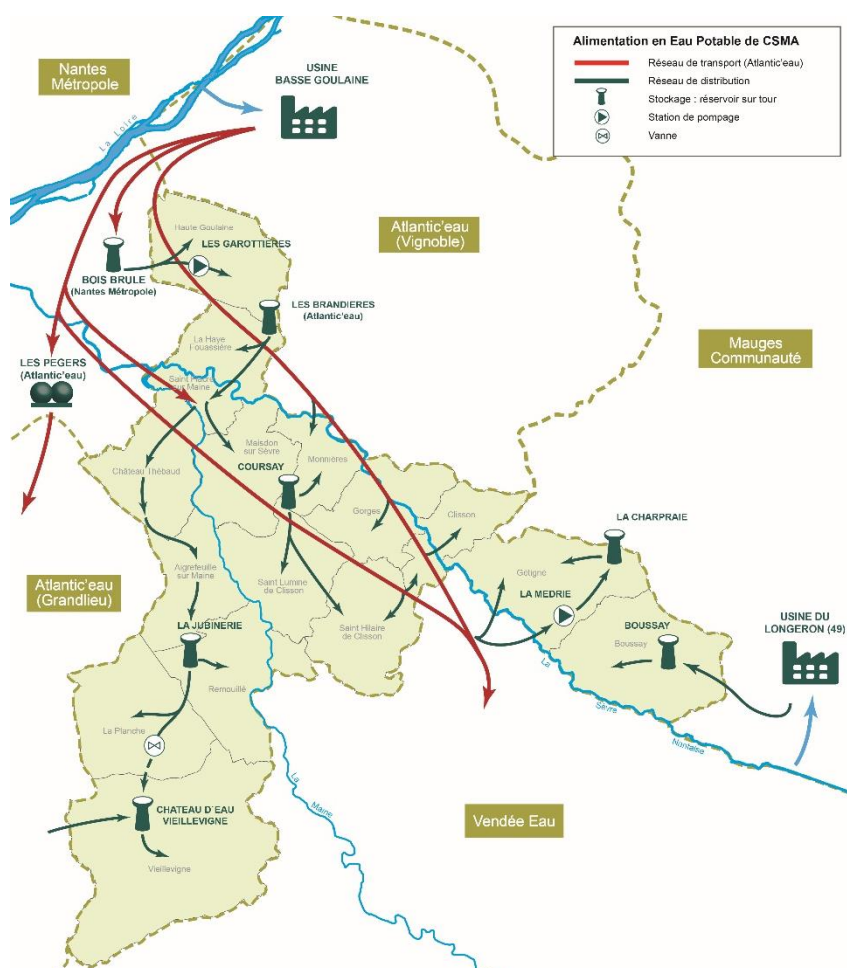 Alimentation en Eau Potable de CSMA
Réseau de transport (Atlantic'eau)
Réseau de distribution
Stockage : réservoir sur tour
Station de pompage
Vanne
Nantes
Métropole
USINE
BASSE GOULAINE
La Loire
Atlantic'eau
(Vignoble)
Haute Goulaine
LES GAROTTIERES
BOIS BRULE
(Nantes Métropole)
LES BRANDIERES
(Atlantic'eau)
La Haye
Fouassière
Mauges
Communauté
LES PEGERS
(Atlantic'eau)
Saint Fiacre
sur Maine
Maisdon
sur Sèvre
Monnières
COURSAY
Château Thébaud
Gorges
Clisson
LA CHARPRAIE
Aigrefeuille
sur Maine
Saint Lumine
de Clisson
Gétigné
LA MEDRIE
Atlantic'eau
(Grandlieu)
Saint Hilaire
de Clisson
BOUSSAY
Boussay
USINE DU
LONGERON (49)
LA JUBINERIE
Remouillé
La Planche
La
Sèvre
Nantaise
La
Maine
CHATEAU D'EAU
VIEILLEVIGNE
Vieillevigne
Vendée Eau